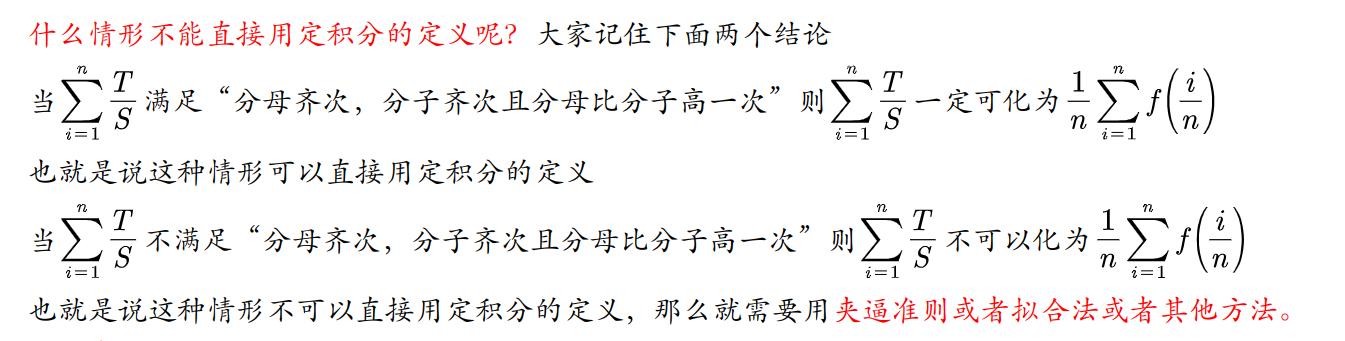 什么情形不能直接用定积分的定义呢？大家记住下面两个结论
当$\sum_{i=1}^{n}\frac{T}{S}$满足“分母齐次，分子齐次且分母比分子高一次”则$\sum_{i=1}^{n}\frac{T}{S}$一定可化为$\frac{1}{n}\sum_{i=1}^{n}f\left(\frac{i}{n}\right)$
也就是说这种情形可以直接用定积分的定义
当$\sum_{i=1}^{n}\frac{T}{S}$不满足“分母齐次，分子齐次且分母比分子高一次”则$\sum_{i=1}^{n}\frac{T}{S}$不可以化为$\frac{1}{n}\sum_{i=1}^{n}f\left(\frac{i}{n}\right)$
也就是说这种情形不可以直接用定积分的定义，那么就需要用夹逼准则或者拟合法或者其他方法。